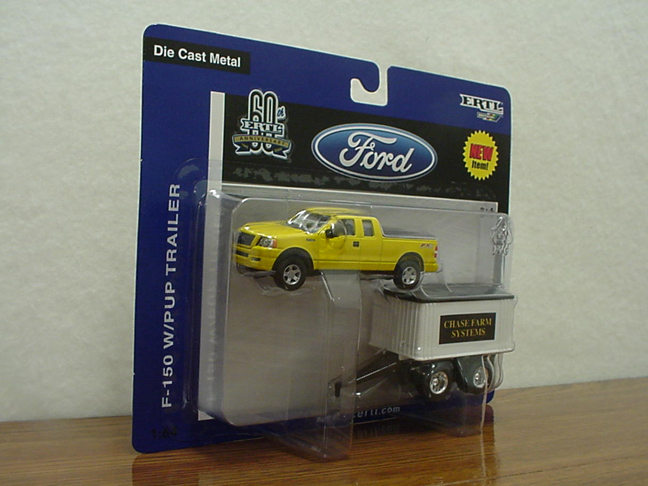 Die Cast Metal
60th
ERTL
ANNIVERSARY
Ford
ERTL
NEW
Item!
F-150 W/PUP TRAILER
CHASE FARM
SYSTEMS
ertl.com